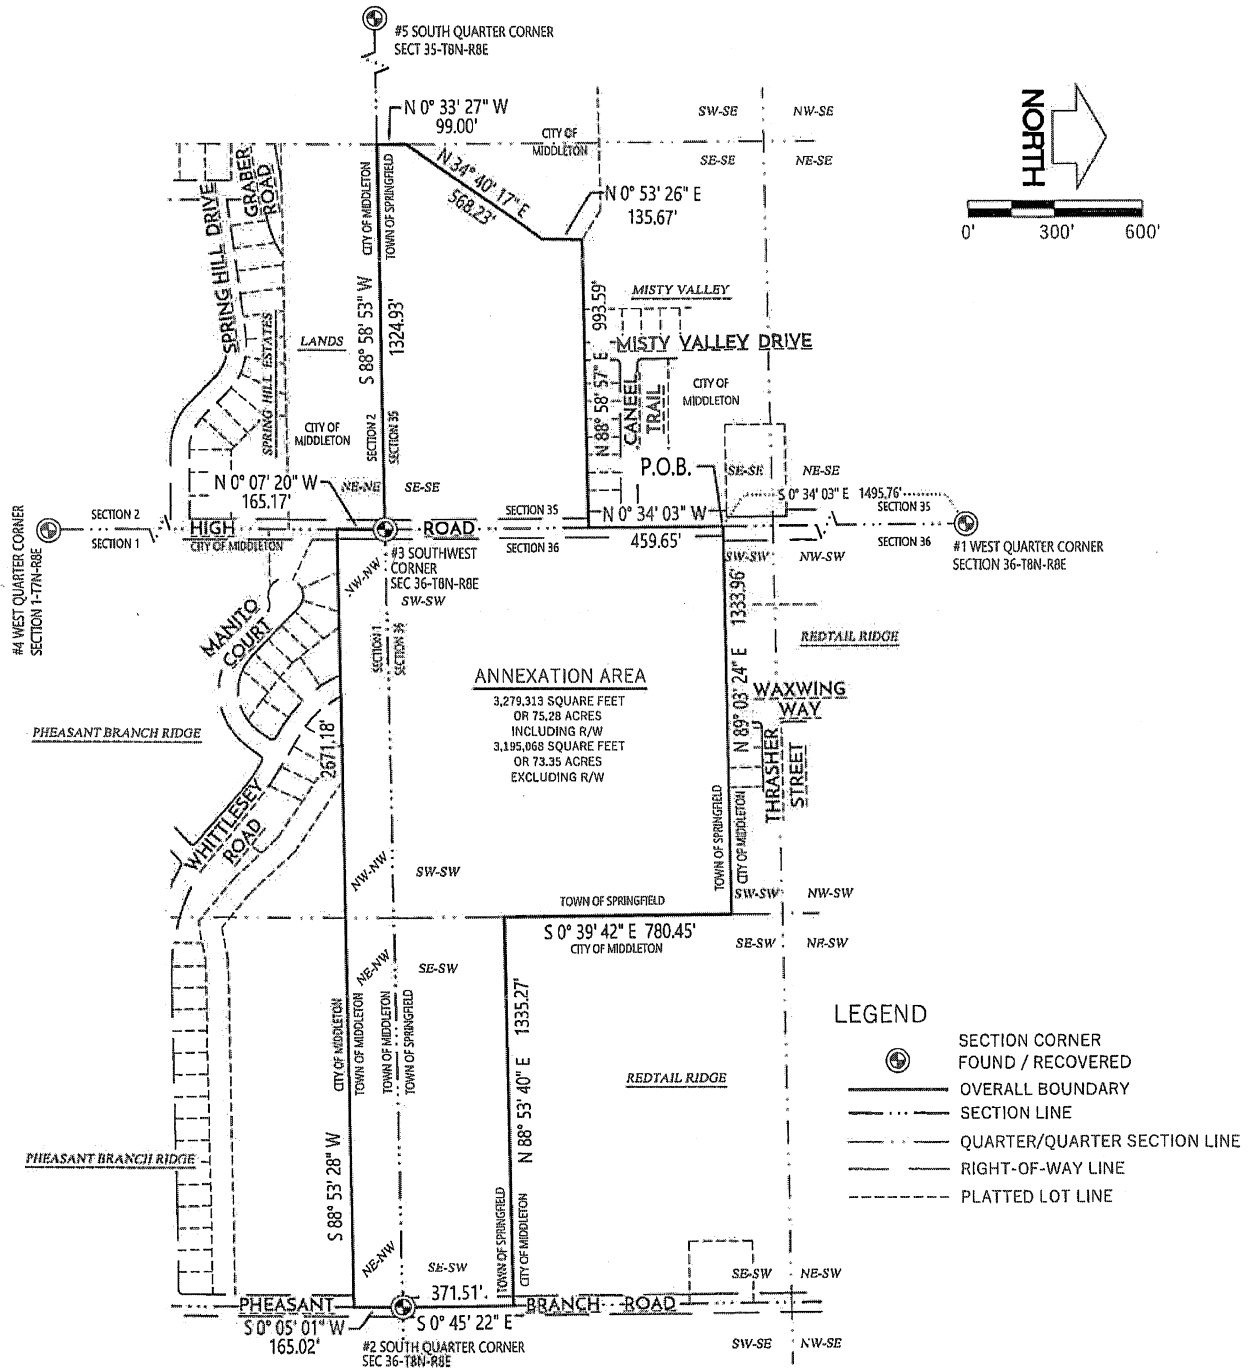 #5 SOUTH QUARTER CORNER
SECT 35-T8N-R8E
N 0° 33' 27" W
99.00'
CITY OF
MIDDLETON
SW-SE
NW-SE
SE-SE
NE-SE
NORTH
0'
300'
600'
SPRING HILL DRIVE
GRABER
ROAD
CITY OF MIDDLETON
TOWN OF SPRINGFIELD
N 34° 40' 17" E
568.23'
N 0° 53' 26" E
135.67'
SPRING HILL ESTATES
LANDS
S 88° 58' 53" W
1324.93'
993.59'
N 88° 58' 57" E
MISTY VALLEY
MISTY VALLEY DRIVE
CANEEL
TRAIL
CITY OF
MIDDLETON
CITY OF
MIDDLETON
SECTION 2
SECTION 35
P.O.B.
SE-SE
NE-SE
N 0° 07' 20" W
165.17'
NE-NE
SE-SE
S 0° 34' 03" E 1495.76'
SECTION 35
SECTION 36
#4 WEST QUARTER CORNER
SECTION 1-T7N-R8E
SECTION 2
SECTION 1
HIGH
ROAD
CITY OF MIDDLETON
SECTION 35
SECTION 36
N 0° 34' 03" W
459.65'
SW-SW
NW-SW
#1 WEST QUARTER CORNER
SECTION 36-T8N-R8E
#3 SOUTHWEST
CORNER
SEC 36-T8N-R8E
NW-NW
SW-SW
MANITO
COURT
SECTION 1
SECTION 36
N 89° 03' 24" E 1333.96'
REDTAIL RIDGE
ANNEXATION AREA
3,279,313 SQUARE FEET
OR 75.28 ACRES
INCLUDING R/W
3,195,068 SQUARE FEET
OR 73.35 ACRES
EXCLUDING R/W
WAXWING
WAY
THRASHER
STREET
PHEASANT BRANCH RIDGE
2671.18'
WHITTLESEY
ROAD
TOWN OF SPRINGFIELD
CITY OF MIDDLETON
NW-NW
SW-SW
SW-SW
NW-SW
TOWN OF SPRINGFIELD
S 0° 39' 42" E 780.45'
CITY OF MIDDLETON
SE-SW
NE-SW
NE-NW
SE-SW
CITY OF MIDDLETON
TOWN OF MIDDLETON
TOWN OF MIDDLETON
TOWN OF SPRINGFIELD
N 88° 53' 40" E 1335.27'
REDTAIL RIDGE
LEGEND
SECTION CORNER
FOUND / RECOVERED
OVERALL BOUNDARY
SECTION LINE
QUARTER/QUARTER SECTION LINE
RIGHT-OF-WAY LINE
PLATTED LOT LINE
PHEASANT BRANCH RIDGE
S 88° 53' 28" W
TOWN OF SPRINGFIELD
CITY OF MIDDLETON
NE-NW
SE-SW
SE-SW
NE-SW
371.51'
PHEASANT
BRANCH ROAD
S 0° 05' 01" W
165.02'
S 0° 45' 22" E
#2 SOUTH QUARTER CORNER
SEC 36-T8N-R8E
SW-SE
NW-SE